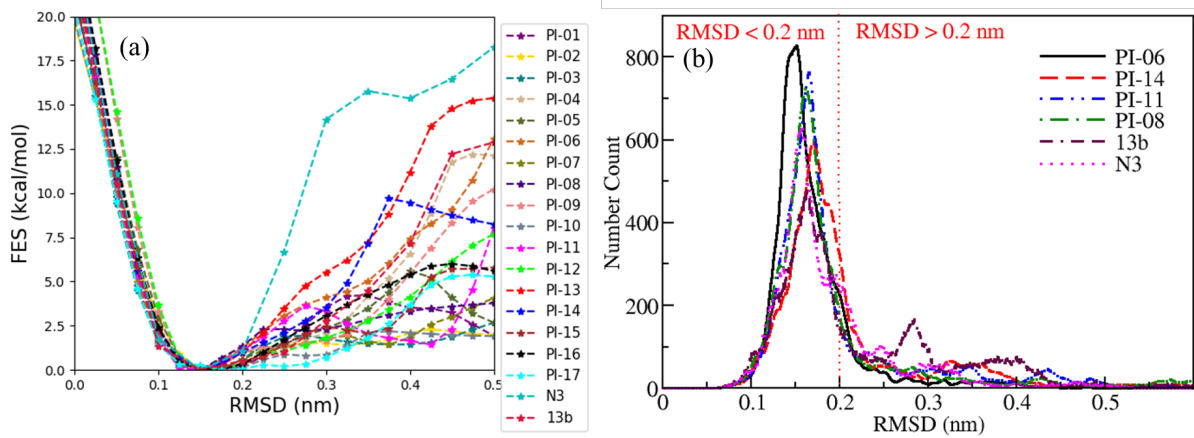 (a)
FES (kcal/mol)
20.0
17.5
15.0
12.5
10.0
7.5
5.0
2.5
0.0
0.0 0.1 0.2 0.3 0.4 0.5
RMSD (nm)
PI-01
PI-02
PI-03
PI-04
PI-05
PI-06
PI-07
PI-08
PI-09
PI-10
PI-11
PI-12
PI-13
PI-14
PI-15
PI-16
PI-17
N3
13b
RMSD < 0.2 nm RMSD > 0.2 nm
(b)
Number Count
800
600
400
200
0
0 0.1 0.2 0.3 0.4 0.5
RMSD (nm)
PI-06
PI-14
PI-11
PI-08
13b
N3